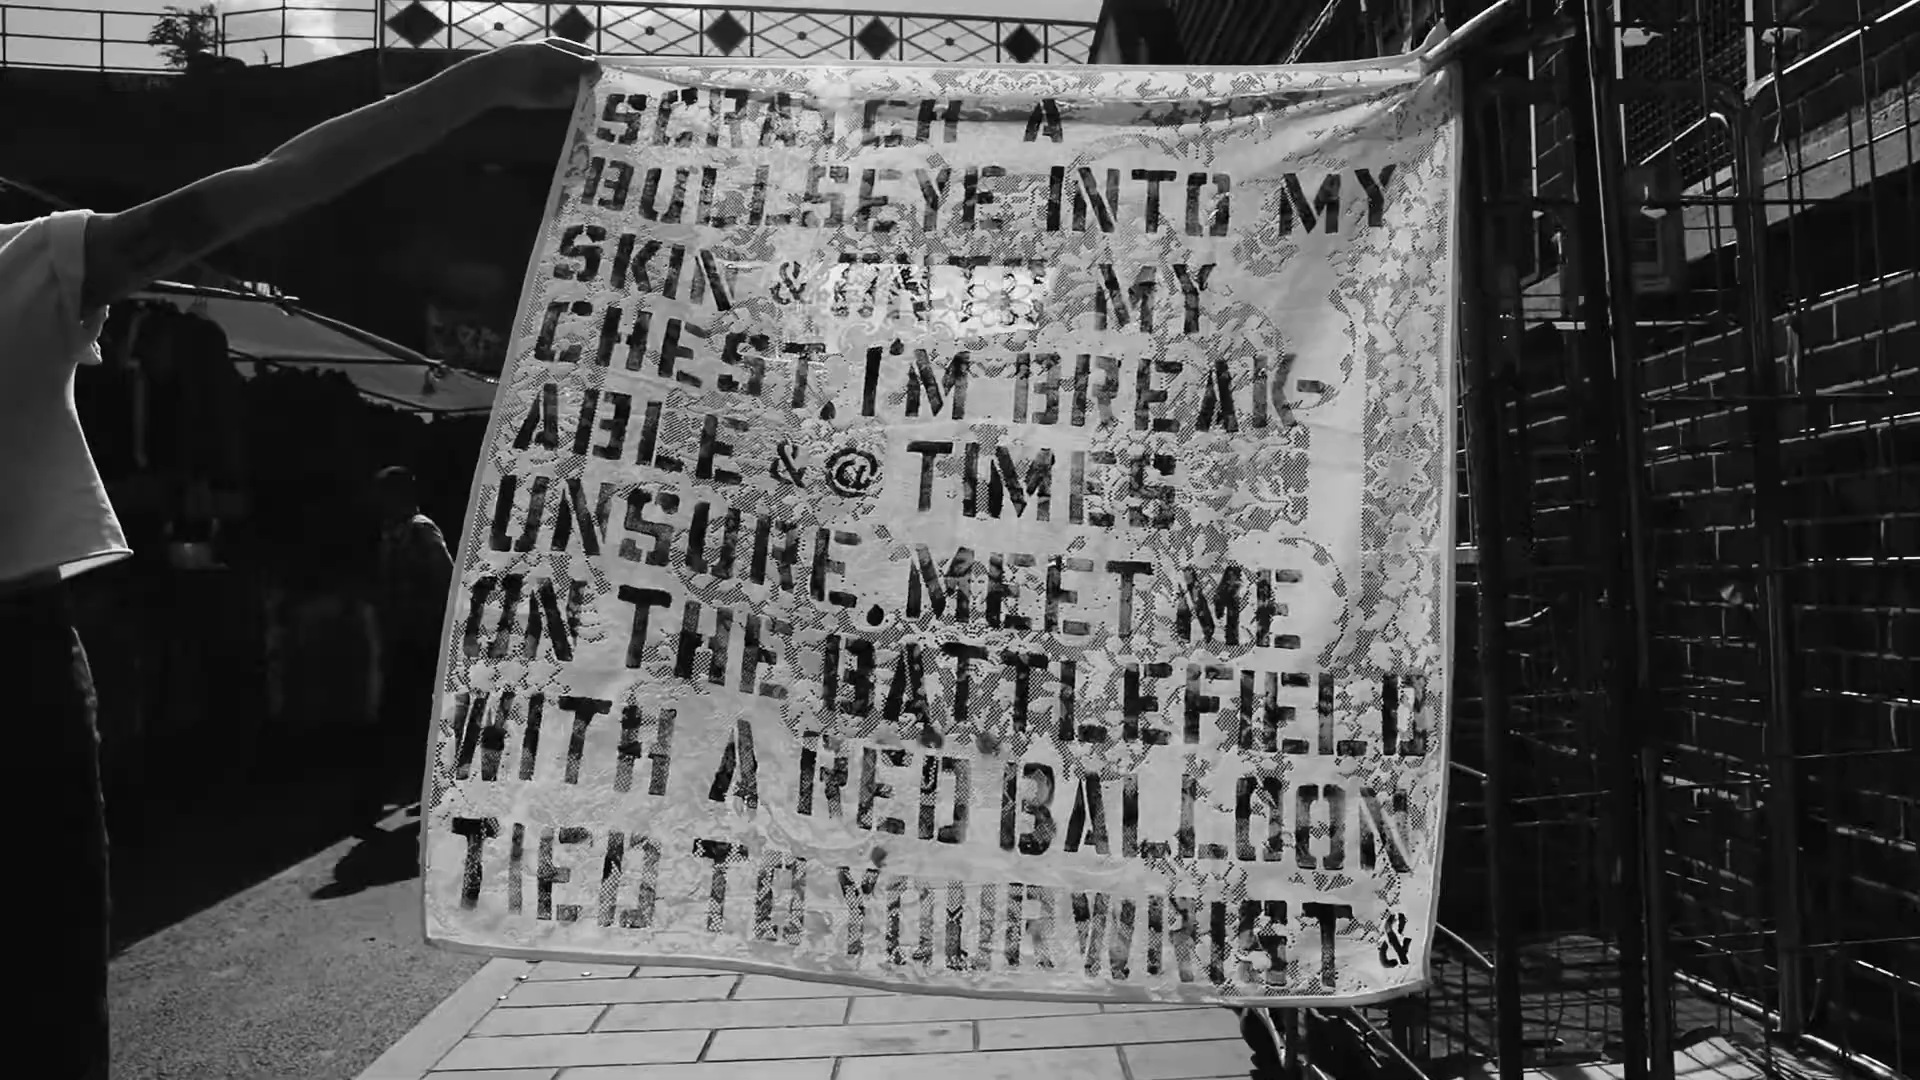 SCRATCH A
BULLSEYE INTO MY
SKIN & ONTO MY
CHEST. I'M BREAK-
ABLE & @ TIMES
UNSURE. MEET ME
ON THE BATTLEFIELD
WITH A RED BALLOON
TIED TO YOUR WRIST &